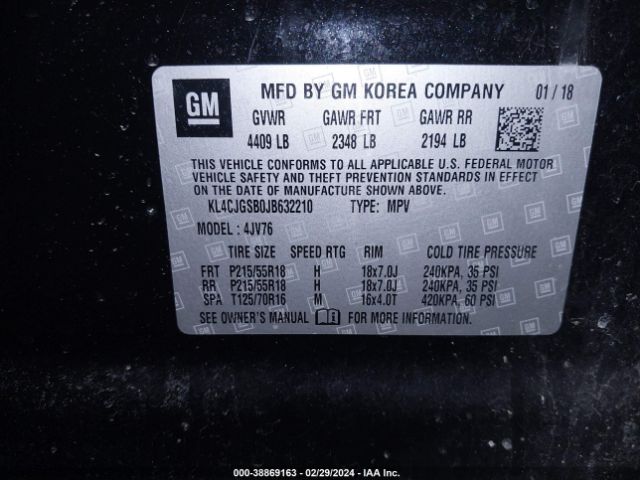 GM MFD BY GM KOREA COMPANY 01/18
GVWR GAWR FRT GAWR RR
4409 LB 2348 LB 2194 LB
THIS VEHICLE CONFORMS TO ALL APPLICABLE U.S. FEDERAL MOTOR
VEHICLE SAFETY AND THEFT PREVENTION STANDARDS IN EFFECT
ON THE DATE OF MANUFACTURE SHOWN ABOVE.
KL4CJGSB0JB632210 TYPE: MPV
MODEL: 4JV76
TIRE SIZE SPEED RTG RIM COLD TIRE PRESSURE
FRT P215/55R18 H 18x7.0J 240KPA, 35 PSI
RR P215/55R18 H 18x7.0J 240KPA, 35 PSI
SPA T125/70R16 M 16x4.0T 420KPA, 60 PSI
SEE OWNER'S MANUAL FOR MORE INFORMATION.
000-38869163 - 02/29/2024 - IAA Inc.